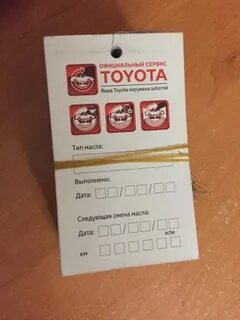 ОФИЦИАЛЬНЫЙ СЕРВИС
TOYOTA
Ваша Toyota окружена заботой
Тип масла:
Выполнено:
Дата: / /
Следующая смена масла:
Дата: / / или
км